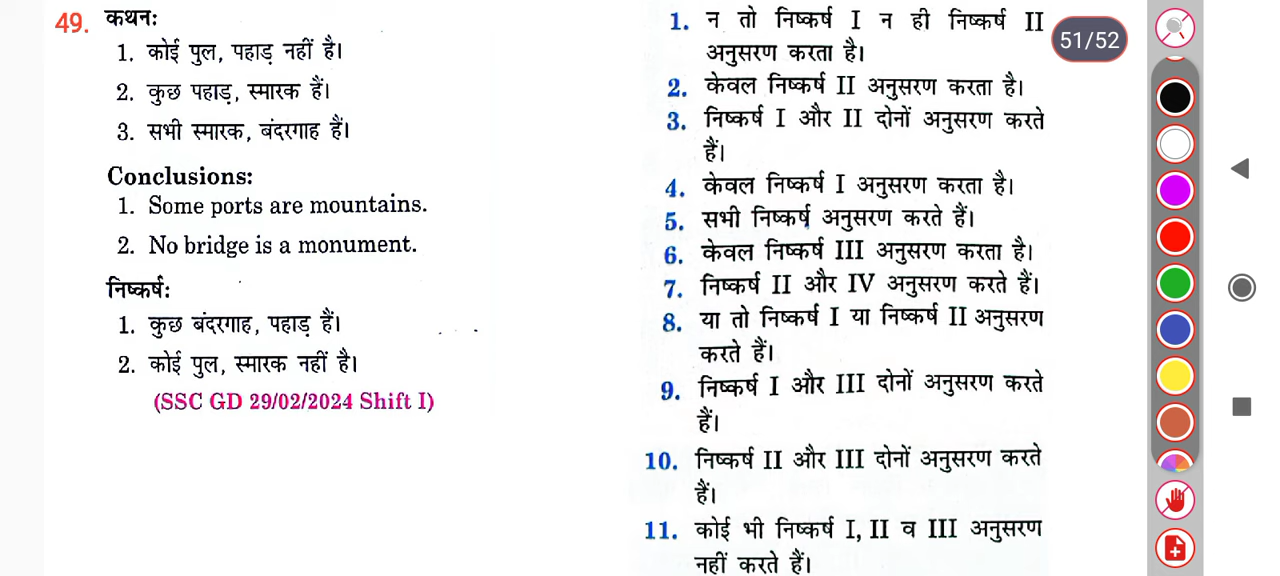 49. कथनः
1. कोई पुल, पहाड़ नहीं है।
2. कुछ पहाड़, स्मारक हैं।
3. सभी स्मारक, बंदरगाह हैं।
Conclusions:
1. Some ports are mountains.
2. No bridge is a monument.
निष्कर्षः
1. कुछ बंदरगाह, पहाड़ हैं।
2. कोई पुल, स्मारक नहीं है।
(SSC GD 29/02/2024 Shift I)
1. न तो निष्कर्ष I न ही निष्कर्ष II
अनुसरण करता है।
2. केवल निष्कर्ष II अनुसरण करता है।
3. निष्कर्ष I और II दोनों अनुसरण करते
हैं।
4. केवल निष्कर्ष I अनुसरण करता है।
5. सभी निष्कर्ष अनुसरण करते हैं।
6. केवल निष्कर्ष III अनुसरण करता है।
7. निष्कर्ष II और IV अनुसरण करते हैं।
8. या तो निष्कर्ष I या निष्कर्ष II अनुसरण
करते हैं।
9. निष्कर्ष I और III दोनों अनुसरण करते
हैं।
10. निष्कर्ष II और III दोनों अनुसरण करते
हैं।
11. कोई भी निष्कर्ष I, II व III अनुसरण
नहीं करते हैं।
51/52